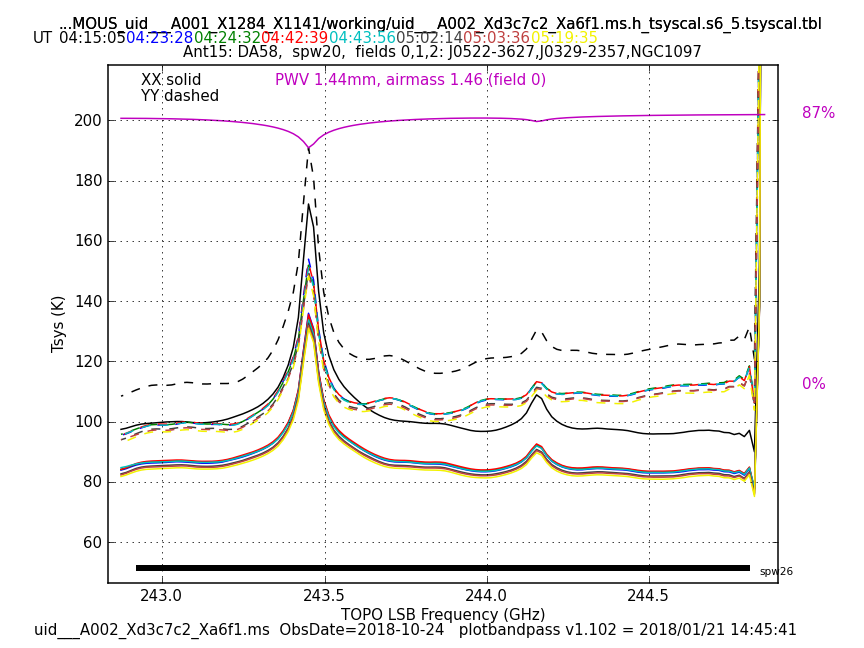 ...MOUS_uid___A001_X1284_X1141/working/uid___A002_Xd3c7c2_Xa6f1.ms.h_tsyscal.s6_5.tsyscal.tbl
UT 04:15:05 04:23:28 04:24:32 04:42:39 04:43:56 05:02:14 05:03:36 05:19:35
Ant15: DA58,  spw20,  fields 0,1,2: J0522-3627,J0329-2357,NGC1097
XX solid
PWV 1.44mm, airmass 1.46 (field 0)
YY dashed
87%
0%
200
180
160
140
120
100
80
60
Tsys (K)
spw26
243.0 243.5 244.0 244.5
TOPO LSB Frequency (GHz)
uid___A002_Xd3c7c2_Xa6f1.ms  ObsDate=2018-10-24   plotbandpass v1.102 = 2018/01/21 14:45:41